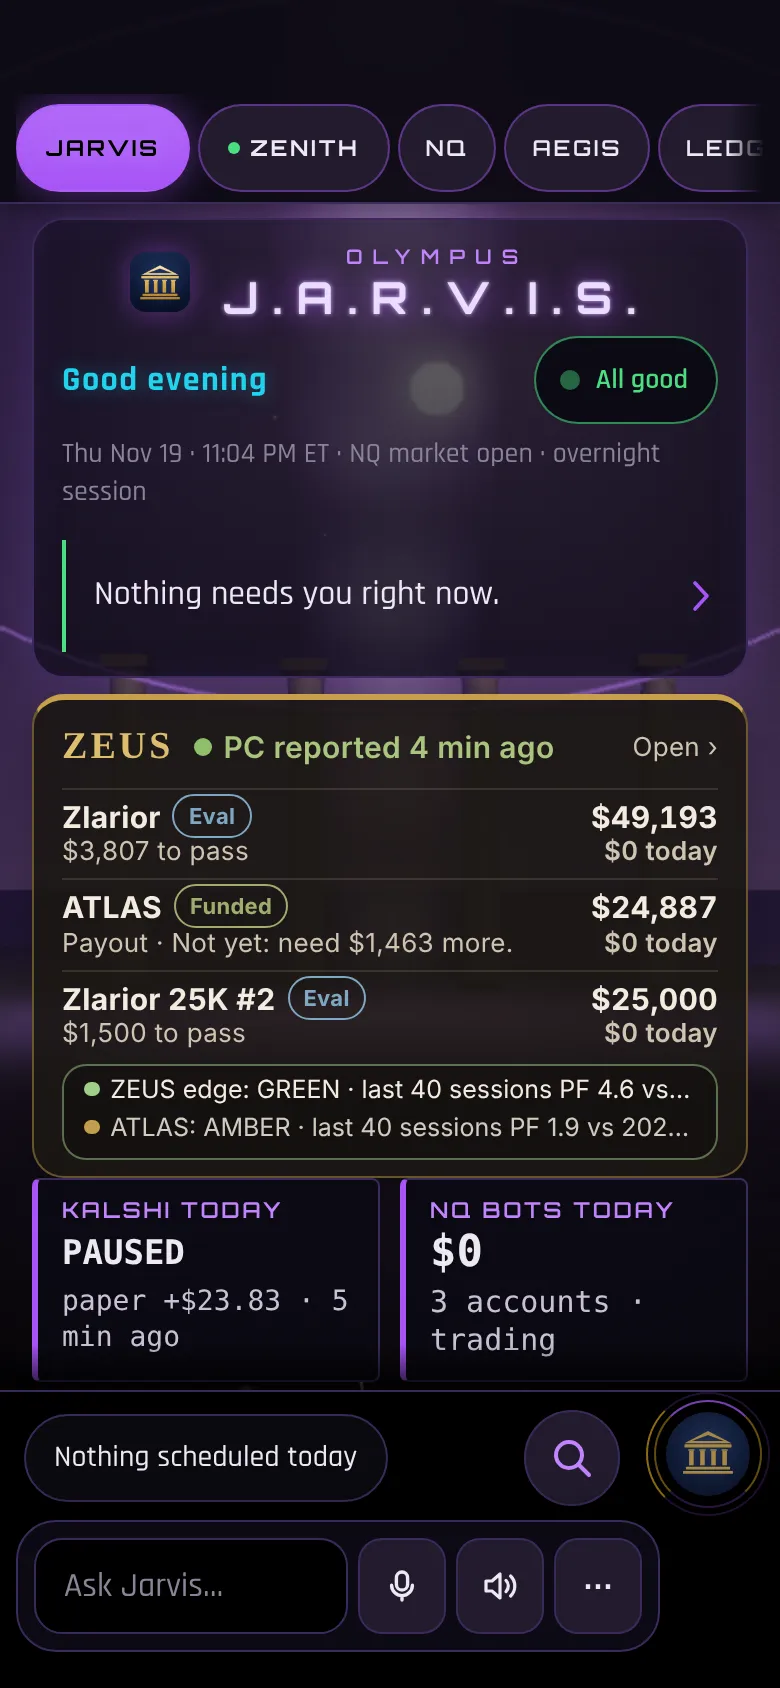 JARVIS
ZENITH
NQ
AEGIS
LEDG
OLYMPUS
J.A.R.V.I.S.
Good evening
All good
Thu Nov 19 · 11:04 PM ET · NQ market open · overnight
session
Nothing needs you right now.
ZEUS
PC reported 4 min ago
Open ›
Zlarior
Eval
$49,193
$3,807 to pass
$0 today
ATLAS
Funded
$24,887
Payout · Not yet: need $1,463 more.
$0 today
Zlarior 25K #2
Eval
$25,000
$1,500 to pass
$0 today
ZEUS edge: GREEN · last 40 sessions PF 4.6 vs...
ATLAS: AMBER · last 40 sessions PF 1.9 vs 202...
KALSHI TODAY
PAUSED
paper +$23.83 · 5
min ago
NQ BOTS TODAY
$0
3 accounts ·
trading
Nothing scheduled today
Ask Jarvis...